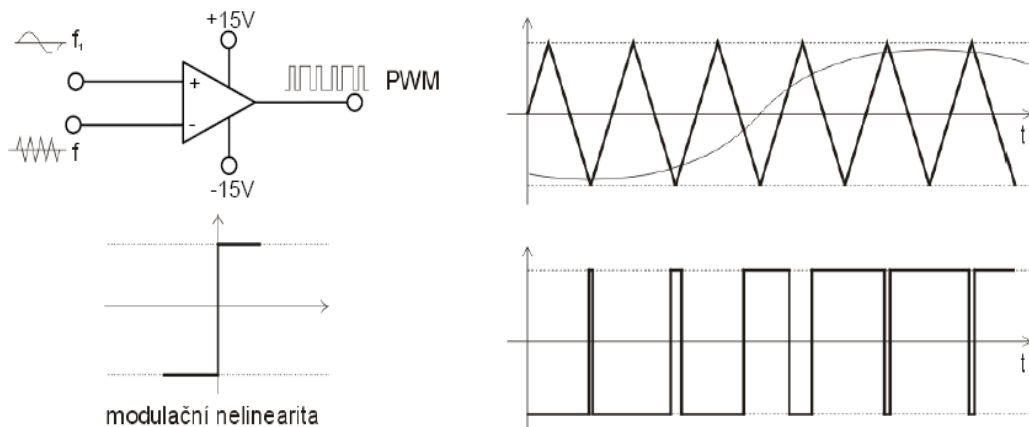 +15V
f₁
+
PWM
-
f
-15V
t
modulační nelinearita
t